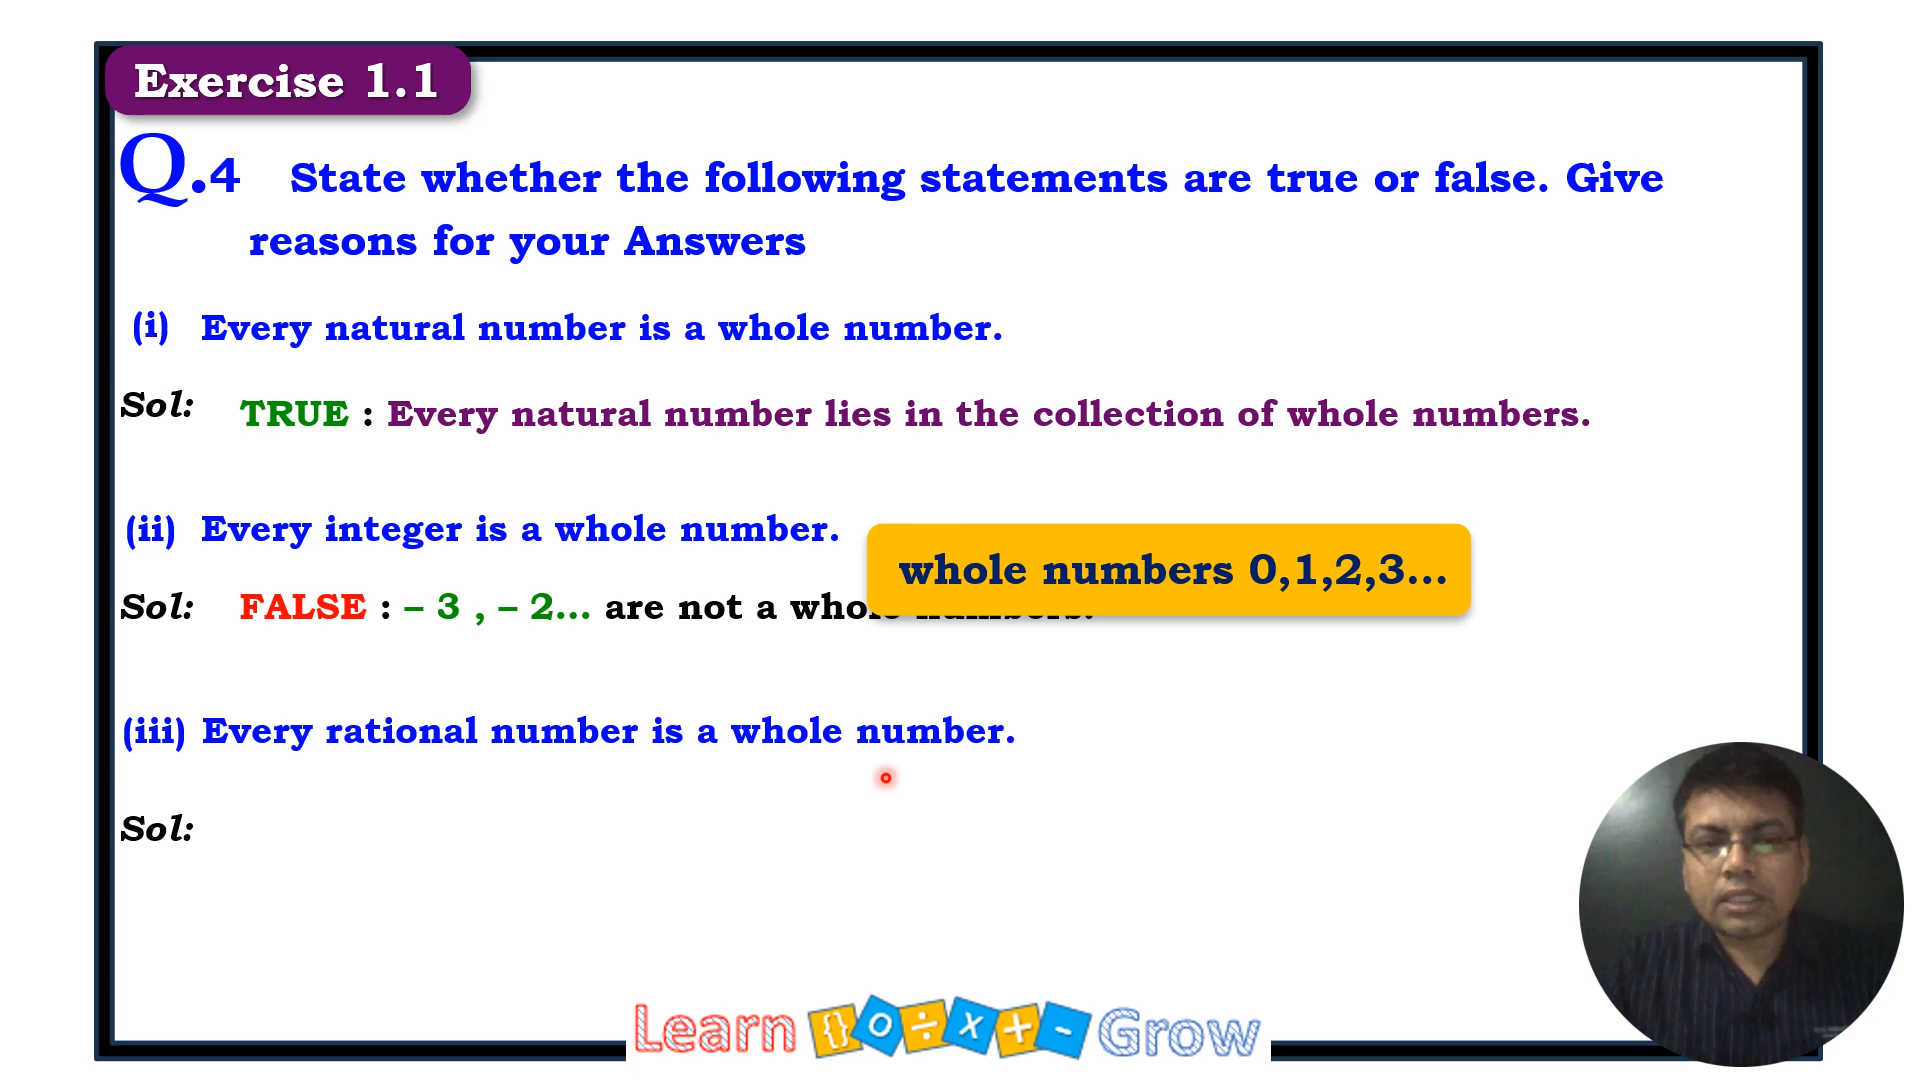 Exercise 1.1
Q.4 State whether the following statements are true or false. Give
reasons for your Answers
(i) Every natural number is a whole number.
Sol: TRUE : Every natural number lies in the collection of whole numbers.
(ii) Every integer is a whole number.
whole numbers 0,1,2,3...
Sol: FALSE : – 3 , – 2... are not a whole numbers.
(iii) Every rational number is a whole number.
Sol:
Learn {} O ÷ x + - Grow